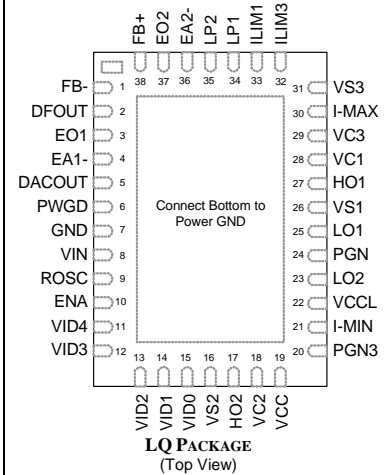 FB+ EO2 EA2- LP2 LP1 ILIM1 ILIM3
38 37 36 35 34 33 32
FB- 1
DFOUT 2
EO1 3
EA1- 4
DACOUT 5
PWGD 6
GND 7
VIN 8
ROSC 9
ENA 10
VID4 11
VID3 12
Connect Bottom to
Power GND
31 VS3
30 I-MAX
29 VC3
28 VC1
27 HO1
26 VS1
25 LO1
24 PGN
23 LO2
22 VCCL
21 I-MIN
20 PGN3
13 14 15 16 17 18 19
VID2 VID1 VID0 VS2 HO2 VC2 VCC
LQ PACKAGE
(Top View)